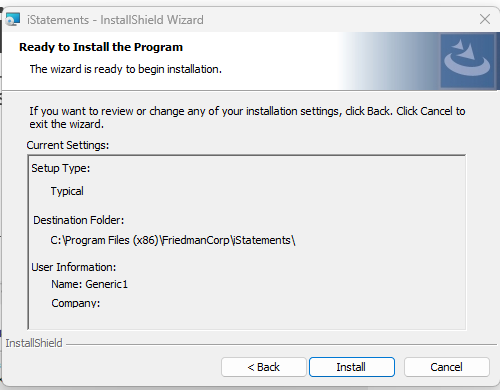 iStatements - InstallShield Wizard
Ready to Install the Program
The wizard is ready to begin installation.
If you want to review or change any of your installation settings, click Back. Click Cancel to
exit the wizard.
Current Settings:
Setup Type:
Typical
Destination Folder:
C:\Program Files (x86)\FriedmanCorp\iStatements\
User Information:
Name: Generic1
Company:
InstallShield
< Back
Install
Cancel